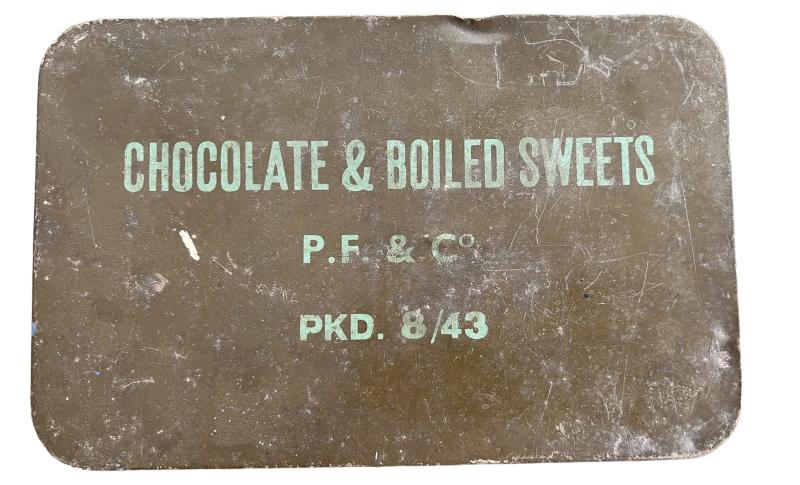 CHOCOLATE & BOILED SWEETS
P.F. & Cº
PKD. 8/43